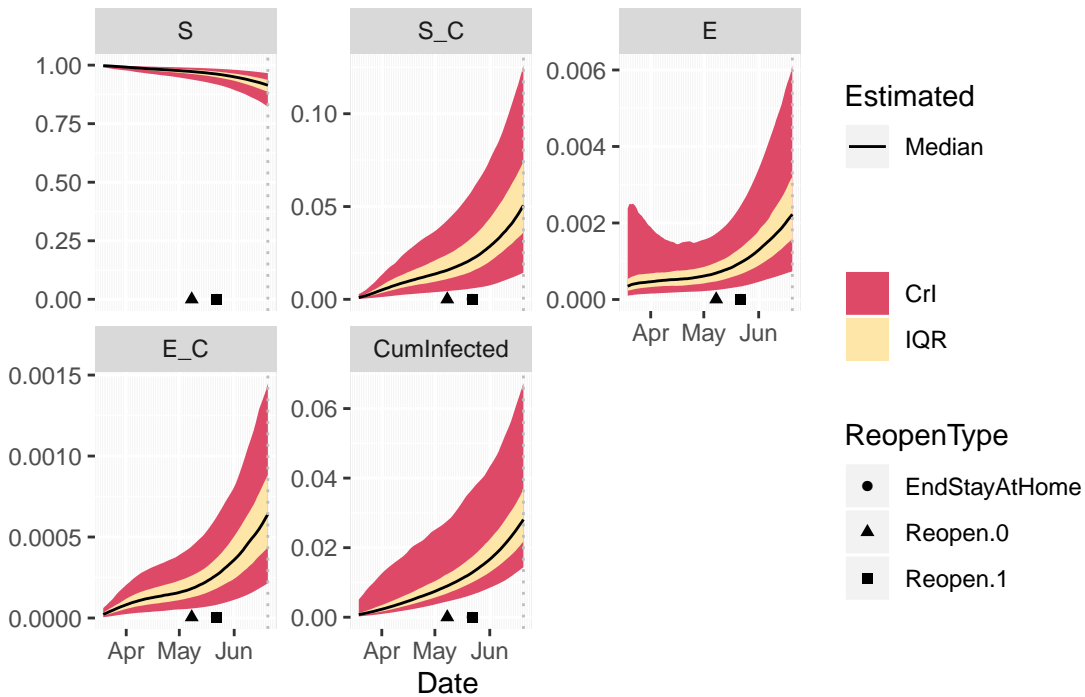 S
S_C
E
1.00
0.75
0.50
0.25
0.00
0.10
0.05
0.00
0.006
0.004
0.002
0.000
Apr May Jun
E_C
CumInfected
0.0015
0.0010
0.0005
0.0000
0.06
0.04
0.02
0.00
Apr May Jun
Apr May Jun
Date
Estimated
Median
CrI
IQR
ReopenType
EndStayAtHome
Reopen.0
Reopen.1